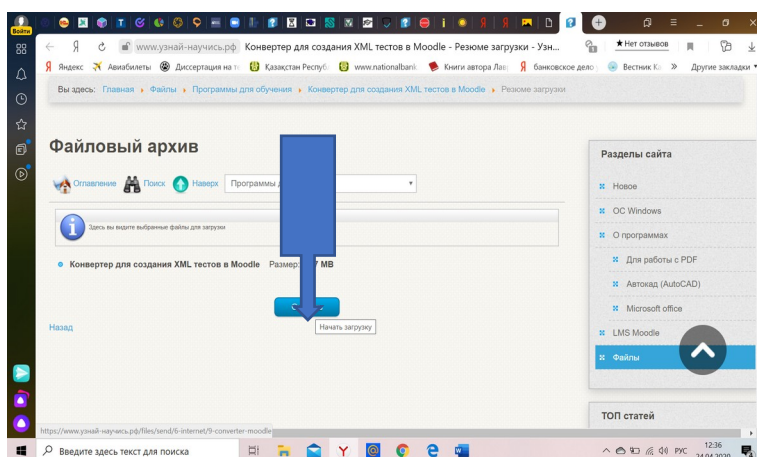 Войти
www.узнай-научись.рф Конвертер для создания XML тестов в Moodle - Резюме загрузки - Узн...
★ Нет отзывов
Яндекс Авиабилеты Диссертация на Қазақстан Республ www.nationalbank Книги автора Лав банковское дело Вестник Ка » Другие закладки
Вы здесь: Главная Файлы Программы для обучения Конвертер для создания XML тестов в Moodle Резюме загрузки
Файловый архив
Оглавление Поиск Наверх Программы
Здесь вы видите выбранные файлы для загрузки
Конвертер для создания XML тестов в Moodle Размер: MB
Начать загрузку
Назад
Разделы сайта
Новое
ОС Windows
О программах
Для работы с PDF
Автокад (AutoCAD)
Microsoft office
LMS Moodle
Файлы
ТОП статей
https://www.узнай-научись.рф/files/send/6-internet/9-converter-moodle
Введите здесь текст для поиска
РУС
12:36
24.04.2020